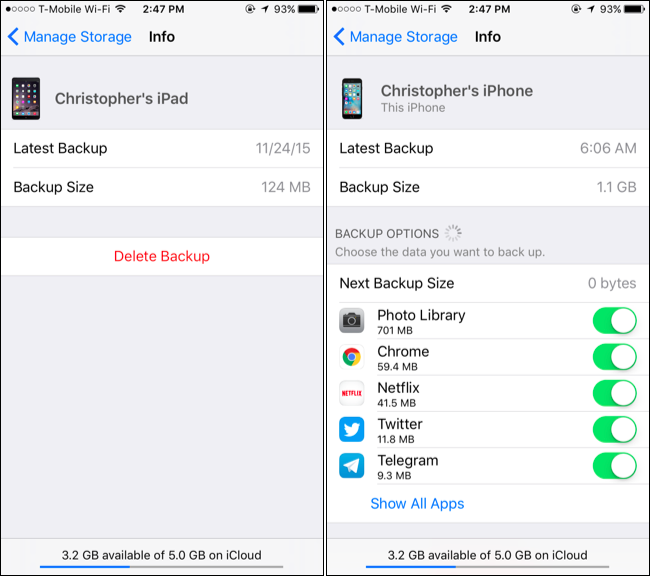 T-Mobile Wi-Fi 2:47 PM 93%
Manage Storage Info
Christopher's iPad
Latest Backup 11/24/15
Backup Size 124 MB
Delete Backup
3.2 GB available of 5.0 GB on iCloud
T-Mobile Wi-Fi 2:47 PM 93%
Manage Storage Info
Christopher's iPhone
This iPhone
Latest Backup 6:06 AM
Backup Size 1.1 GB
BACKUP OPTIONS
Choose the data you want to back up.
Next Backup Size 0 bytes
Photo Library
701 MB
Chrome
59.4 MB
NETFLIX Netflix
41.5 MB
Twitter
11.8 MB
Telegram
9.3 MB
Show All Apps
3.2 GB available of 5.0 GB on iCloud